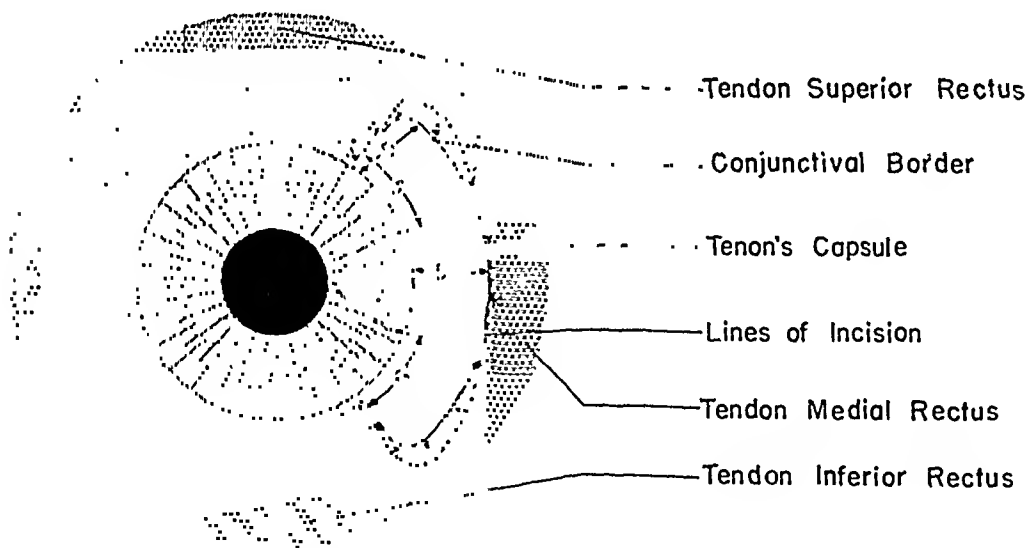 Tendon Superior Rectus
Conjunctival Border
Tenon's Capsule
Lines of Incision
Tendon Medial Rectus
Tendon Inferior Rectus